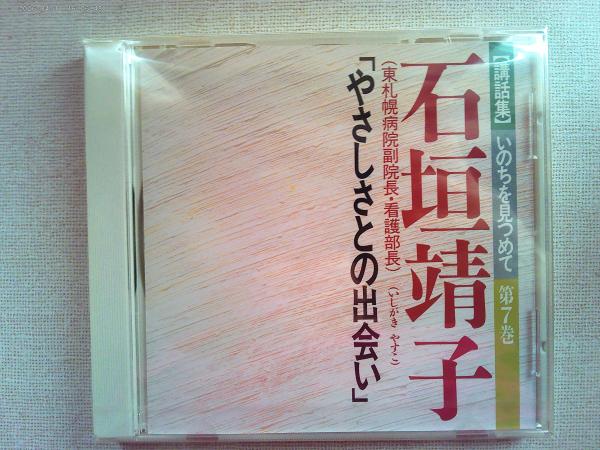 【講話集】いのちを見つめて 第7巻
石垣靖子
(いしがき やすこ)
(東札幌病院副院長・看護部長)
「やさしさとの出会い」